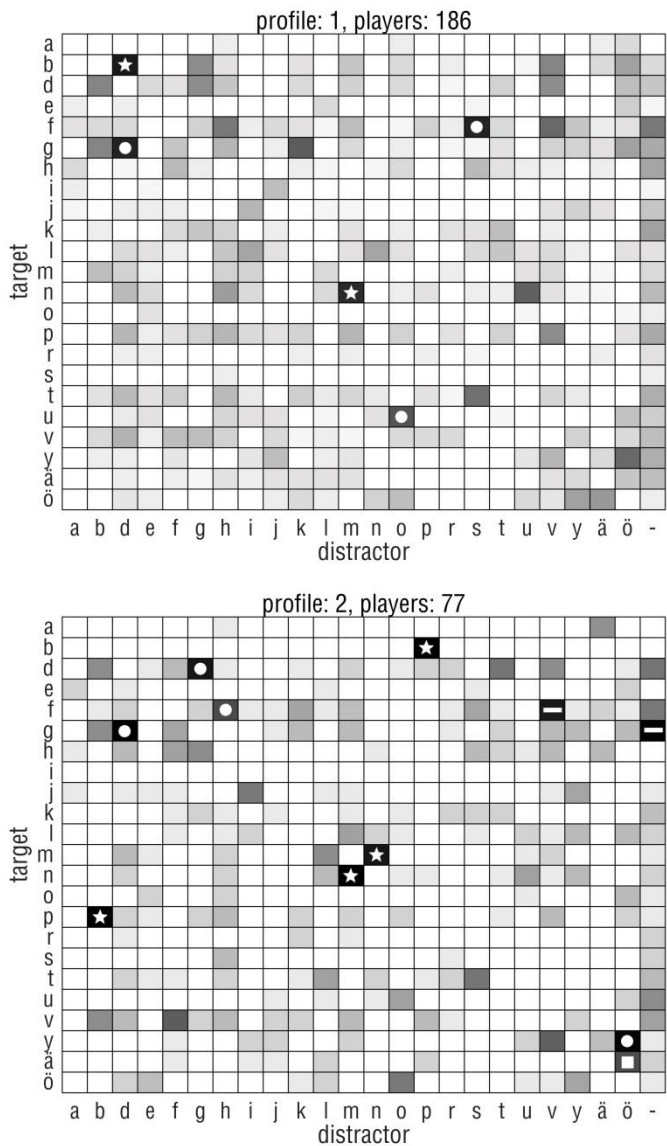 profile: 1, players: 186
target
a
b
d
e
f
g
h
i
j
k
l
m
n
o
p
r
s
t
u
v
y
ä
ö
a b d e f g h i j k l m n o p r s t u v y ä ö -
distractor
profile: 2, players: 77
target
a
b
d
e
f
g
h
i
j
k
l
m
n
o
p
r
s
t
u
v
y
ä
ö
a b d e f g h i j k l m n o p r s t u v y ä ö -
distractor